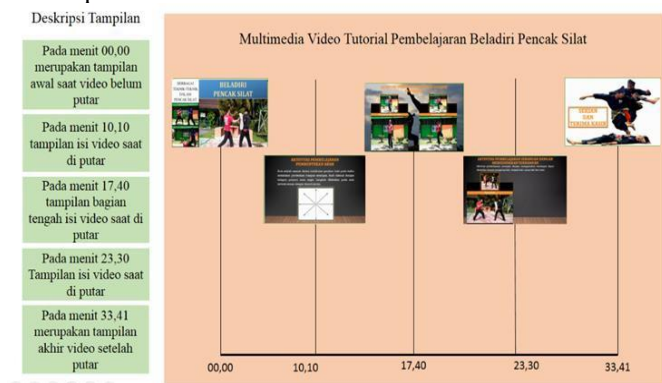 Deskripsi Tampilan
Pada menit 00,00
merupakan tampilan
awal saat video belum
putar
Pada menit 10,10
tampilan isi video saat
di putar
Pada menit 17,40
tampilan bagian
tengah isi video saat di
putar
Pada menit 23,30
Tampilan isi video saat
di putar
Pada menit 33,41
merupakan tampilan
akhir video setelah
putar
Multimedia Video Tutorial Pembelajaran Beladiri Pencak Silat
BELADIRI
PENCAK SILAT
SEKIAN
DAN
TERIMA KASIH
00,00
10,10
17,40
23,30
33,41